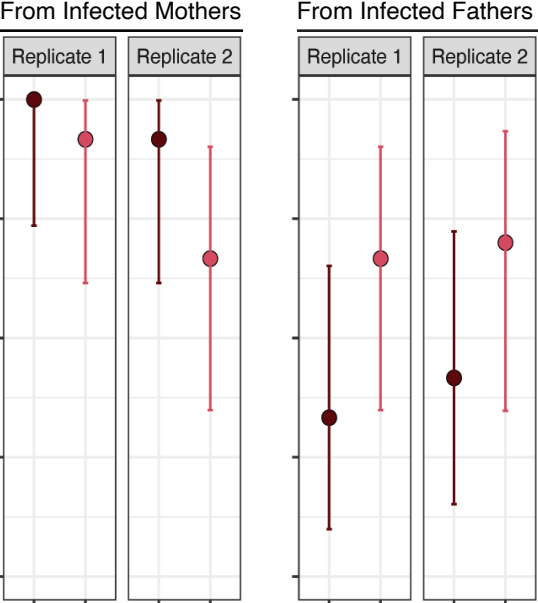 From Infected Mothers
From Infected Fathers
Replicate 1
Replicate 2
Replicate 1
Replicate 2